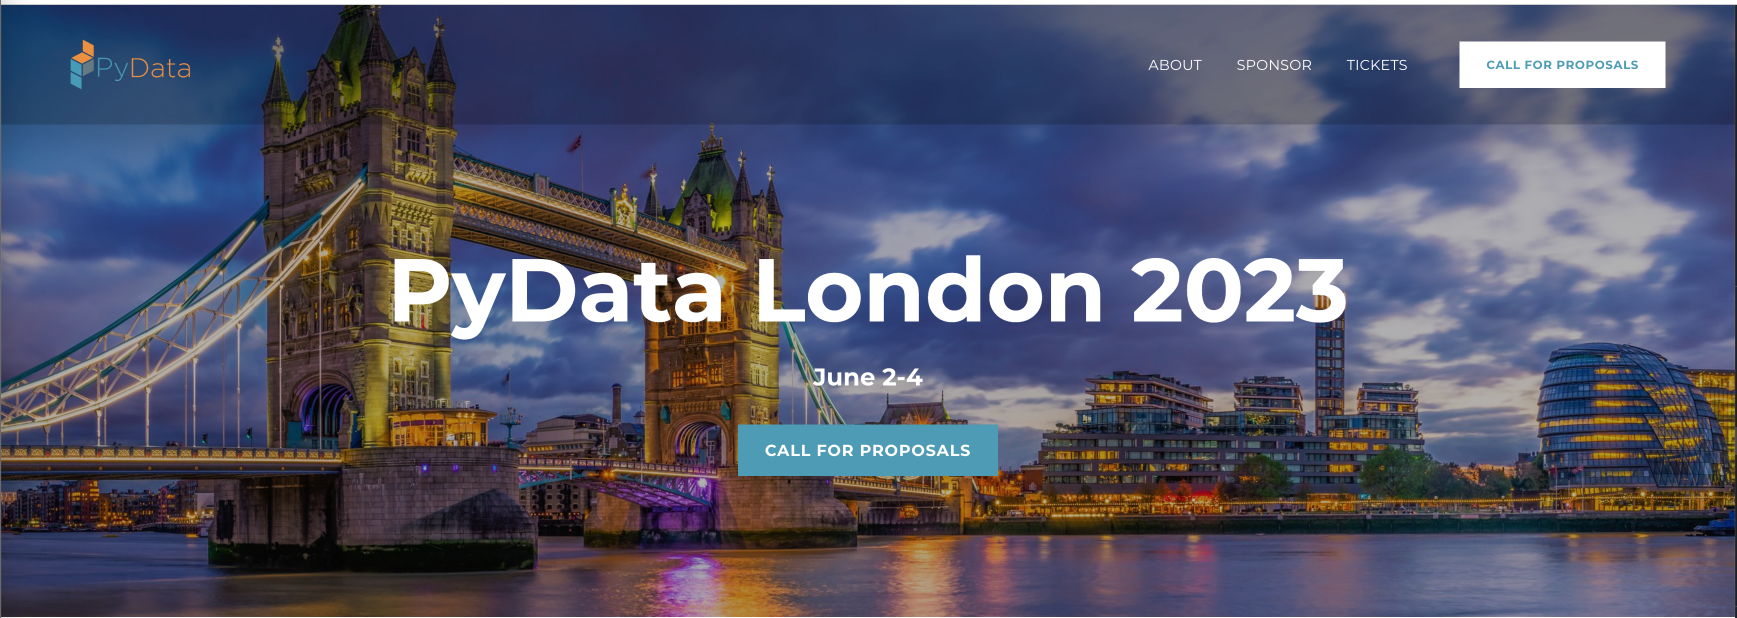 PyData
ABOUT SPONSOR TICKETS CALL FOR PROPOSALS
PyData London 2023
June 2-4
CALL FOR PROPOSALS